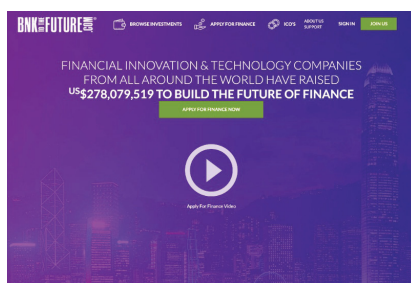 BNK TO THE FUTURE .COM
BROWSE INVESTMENTS
APPLY FOR FINANCE
ICO'S
ABOUT US
SUPPORT
SIGN IN
JOIN US
FINANCIAL INNOVATION & TECHNOLOGY COMPANIES
FROM ALL AROUND THE WORLD HAVE RAISED
US$278,079,519 TO BUILD THE FUTURE OF FINANCE
APPLY FOR FINANCE NOW
Apply For Finance Video